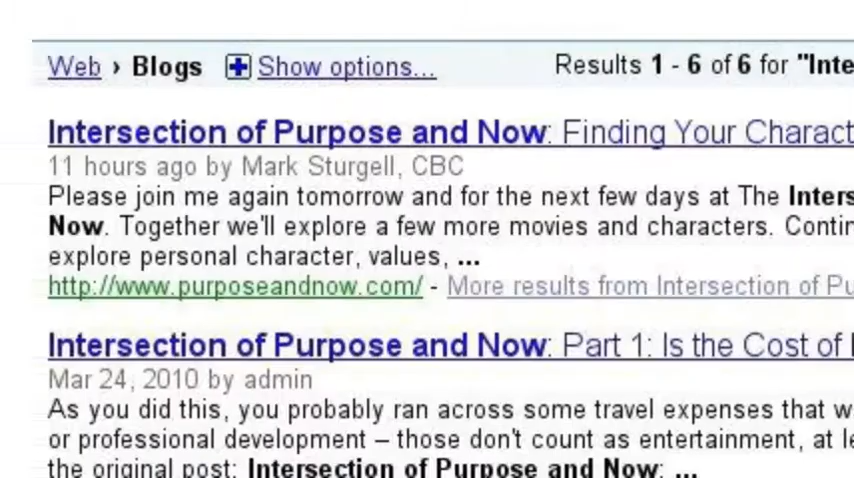 Web › Blogs Show options... Results 1 - 6 of 6 for "Inte
Intersection of Purpose and Now: Finding Your Charact
11 hours ago by Mark Sturgell, CBC
Please join me again tomorrow and for the next few days at The Inters
Now. Together we'll explore a few more movies and characters. Contin
explore personal character, values, ...
http://www.purposeandnow.com/ - More results from Intersection of Pu
Intersection of Purpose and Now: Part 1: Is the Cost of
Mar 24, 2010 by admin
As you did this, you probably ran across some travel expenses that w
or professional development – those don't count as entertainment, at le
the original post: Intersection of Purpose and Now: ...